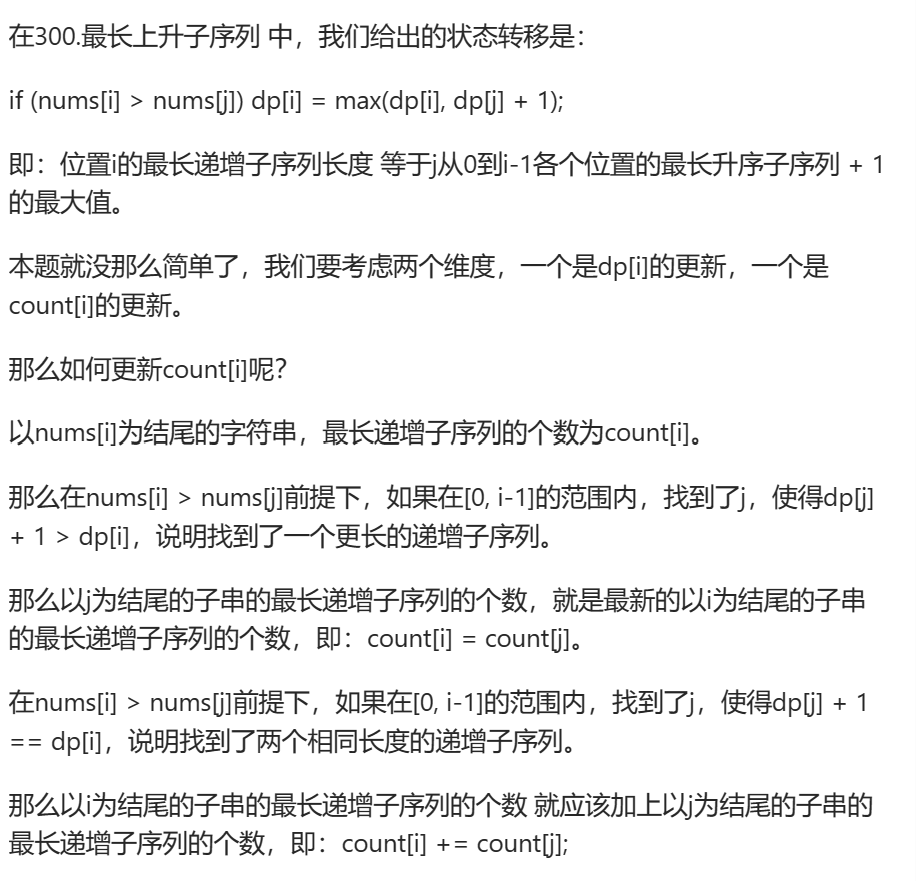 在300.最长上升子序列 中，我们给出的状态转移是：
if (nums[i] > nums[j]) dp[i] = max(dp[i], dp[j] + 1);
即：位置i的最长递增子序列长度 等于j从0到i-1各个位置的最长升序子序列 + 1
的最大值。
本题就没那么简单了，我们要考虑两个维度，一个是dp[i]的更新，一个是
count[i]的更新。
那么如何更新count[i]呢？
以nums[i]为结尾的字符串，最长递增子序列的个数为count[i]。
那么在nums[i] > nums[j]前提下，如果在[0, i-1]的范围内，找到了j，使得dp[j]
+ 1 > dp[i]，说明找到了一个更长的递增子序列。
那么以j为结尾的子串的最长递增子序列的个数，就是最新的以i为结尾的子串
的最长递增子序列的个数，即：count[i] = count[j]。
在nums[i] > nums[j]前提下，如果在[0, i-1]的范围内，找到了j，使得dp[j] + 1
== dp[i]，说明找到了两个相同长度的递增子序列。
那么以i为结尾的子串的最长递增子序列的个数 就应该加上以j为结尾的子串的
最长递增子序列的个数，即：count[i] += count[j];